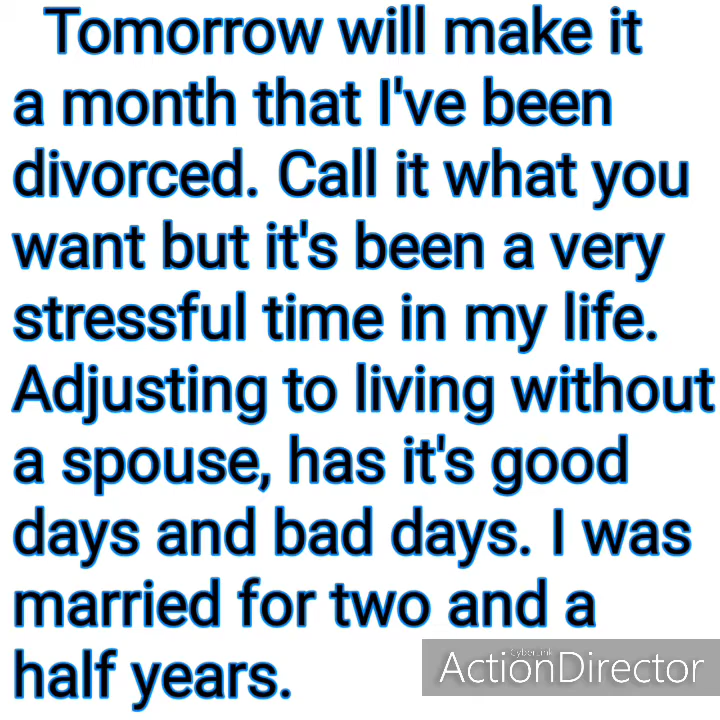 Tomorrow will make it
a month that I've been
divorced. Call it what you
want but it's been a very
stressful time in my life.
Adjusting to living without
a spouse, has it's good
days and bad days. I was
married for two and a
half years.
CyberLink
ActionDirector